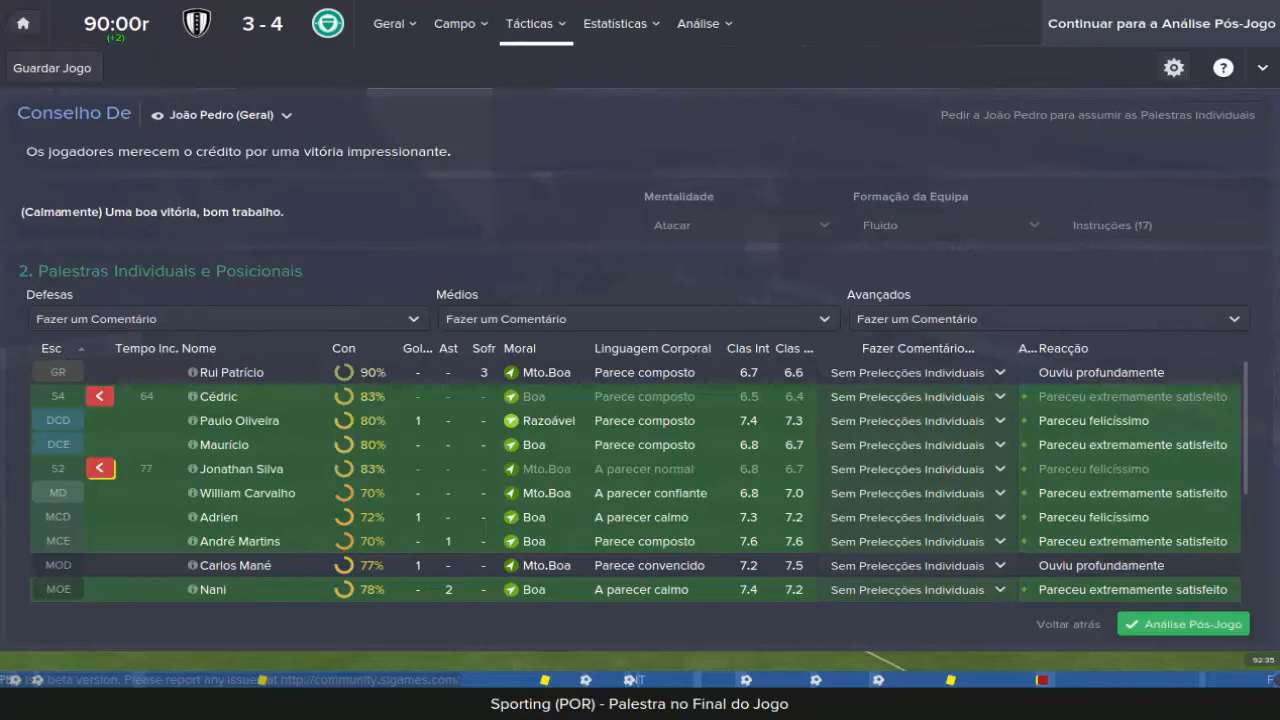 90:00r
(+2)
3 - 4
Geral Campo Tácticas Estatísticas Análise
Continuar para a Análise Pós-Jogo
Guardar Jogo
Conselho De João Pedro (Geral)
Pedir a João Pedro para assumir as Palestras Individuais
Os jogadores merecem o crédito por uma vitória impressionante.
Mentalidade Formação da Equipa
(Calmamente) Uma boa vitória, bom trabalho.
Atacar Fluido Instruções (17)
2. Palestras Individuais e Posicionais
Defesas Médios Avançados
Fazer um Comentário Fazer um Comentário Fazer um Comentário
Esc Tempo Inc. Nome Con Gol... Ast Sofr Moral Linguagem Corporal Clas Int Clas ... Fazer Comentário... A... Reacção
GR Rui Patrício 90% - - 3 Mto.Boa Parece composto 6.7 6.6 Sem Prelecções Individuais Ouviu profundamente
S4 64 Cédric 83% - - - Boa Parece composto 6.5 6.4 Sem Prelecções Individuais Pareceu extremamente satisfeito
DCD Paulo Oliveira 80% 1 - - Razoável Parece composto 7.4 7.3 Sem Prelecções Individuais Pareceu felicíssimo
DCE Maurício 80% - - - Boa Parece composto 6.8 6.7 Sem Prelecções Individuais Pareceu extremamente satisfeito
S2 77 Jonathan Silva 83% - - - Mto.Boa A parecer normal 6.8 6.7 Sem Prelecções Individuais Pareceu felicíssimo
MD William Carvalho 70% - - - Mto.Boa A parecer confiante 6.8 7.0 Sem Prelecções Individuais Pareceu extremamente satisfeito
MCD Adrien 72% 1 - - Boa A parecer calmo 7.3 7.2 Sem Prelecções Individuais Pareceu felicíssimo
MCE André Martins 70% - 1 - Boa Parece composto 7.6 7.6 Sem Prelecções Individuais Pareceu extremamente satisfeito
MOD Carlos Mané 77% 1 - - Mto.Boa Parece convencido 7.2 7.5 Sem Prelecções Individuais Ouviu profundamente
MOE Nani 78% - 2 - Boa A parecer calmo 7.4 7.2 Sem Prelecções Individuais Pareceu extremamente satisfeito
Voltar atrás Análise Pós-Jogo
92:35
beta version. Please report any issues at http://community.sigames.com/
Sporting (POR) - Palestra no Final do Jogo